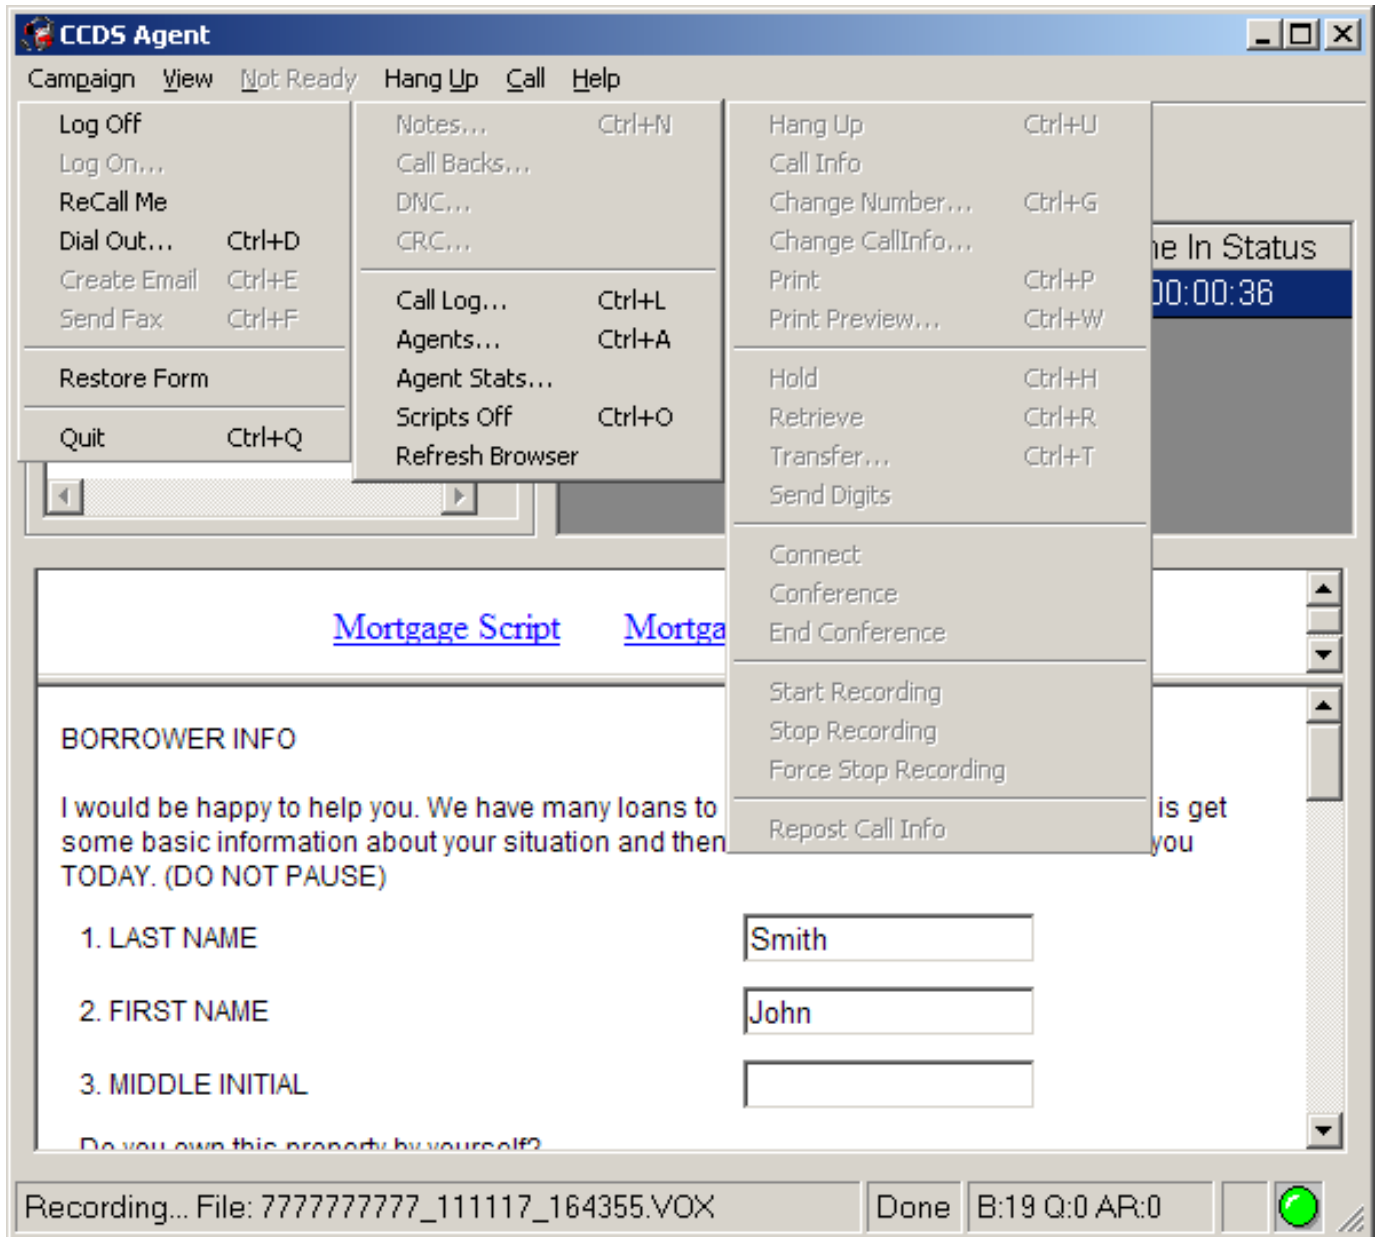 CCDS Agent
Campaign View Not Ready Hang Up Call Help
Log Off
Log On...
ReCall Me
Dial Out... Ctrl+D
Create Email Ctrl+E
Send Fax Ctrl+F
Restore Form
Quit Ctrl+Q
Notes... Ctrl+N
Call Backs...
DNC...
CRC...
Call Log... Ctrl+L
Agents... Ctrl+A
Agent Stats...
Scripts Off Ctrl+O
Refresh Browser
Hang Up Ctrl+U
Call Info
Change Number... Ctrl+G
Change CallInfo...
Print Ctrl+P
Print Preview... Ctrl+W
Hold Ctrl+H
Retrieve Ctrl+R
Transfer... Ctrl+T
Send Digits
Connect
Conference
End Conference
Start Recording
Stop Recording
Force Stop Recording
Repost Call Info
In Status
00:00:36
Mortgage Script
BORROWER INFO
I would be happy to help you. We have many loans to is get
some basic information about your situation and then you
TODAY. (DO NOT PAUSE)
1. LAST NAME Smith
2. FIRST NAME John
3. MIDDLE INITIAL
Do you own this property by yourself?
Recording... File: 7777777777_111117_164355.VOX Done B:19 Q:0 AR:0